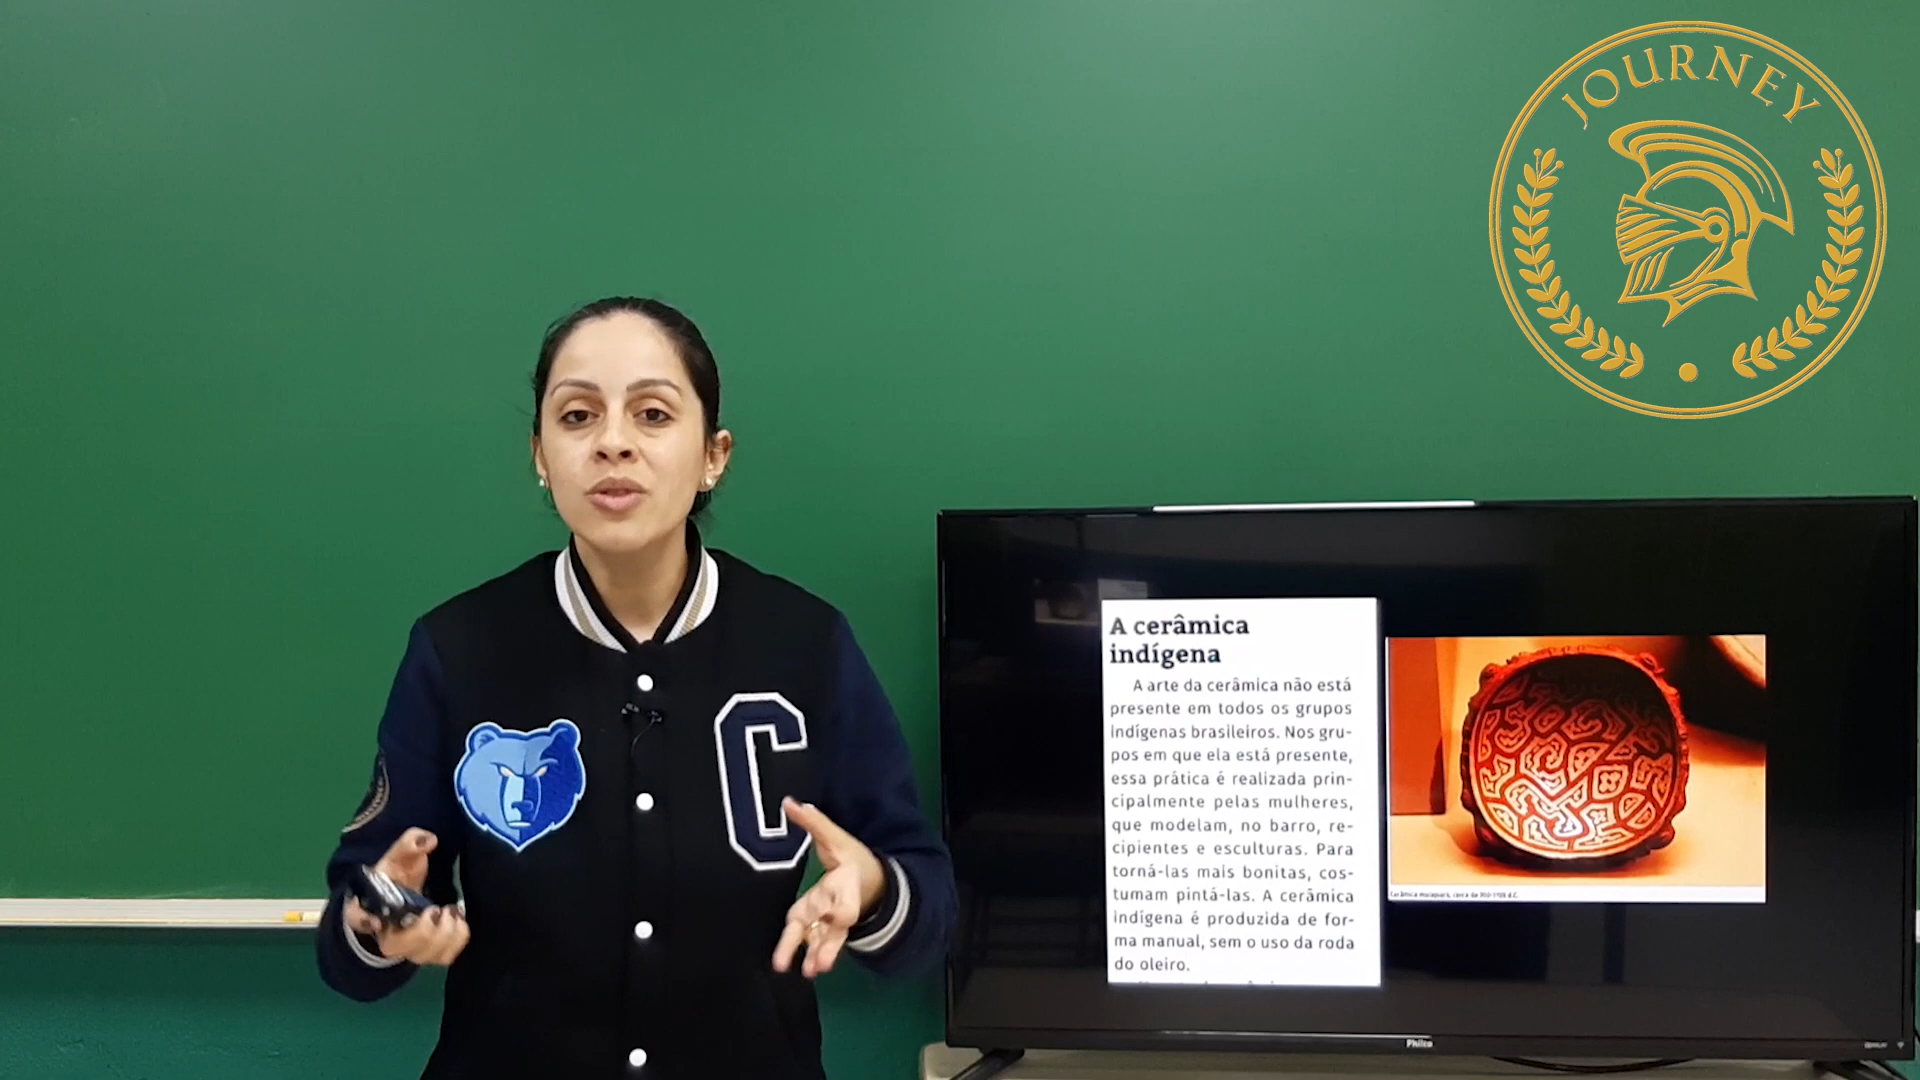 JOURNEY
C
A cerâmica
indígena
A arte da cerâmica não está
presente em todos os grupos
indígenas brasileiros. Nos gru-
pos em que ela está presente,
essa prática é realizada prin-
cipalmente pelas mulheres,
que modelam, no barro, re-
cipientes e esculturas. Para
torná-las mais bonitas, cos-
tumam pintá-las. A cerâmica
indígena é produzida de for-
ma manual, sem o uso da roda
do oleiro.
Philco